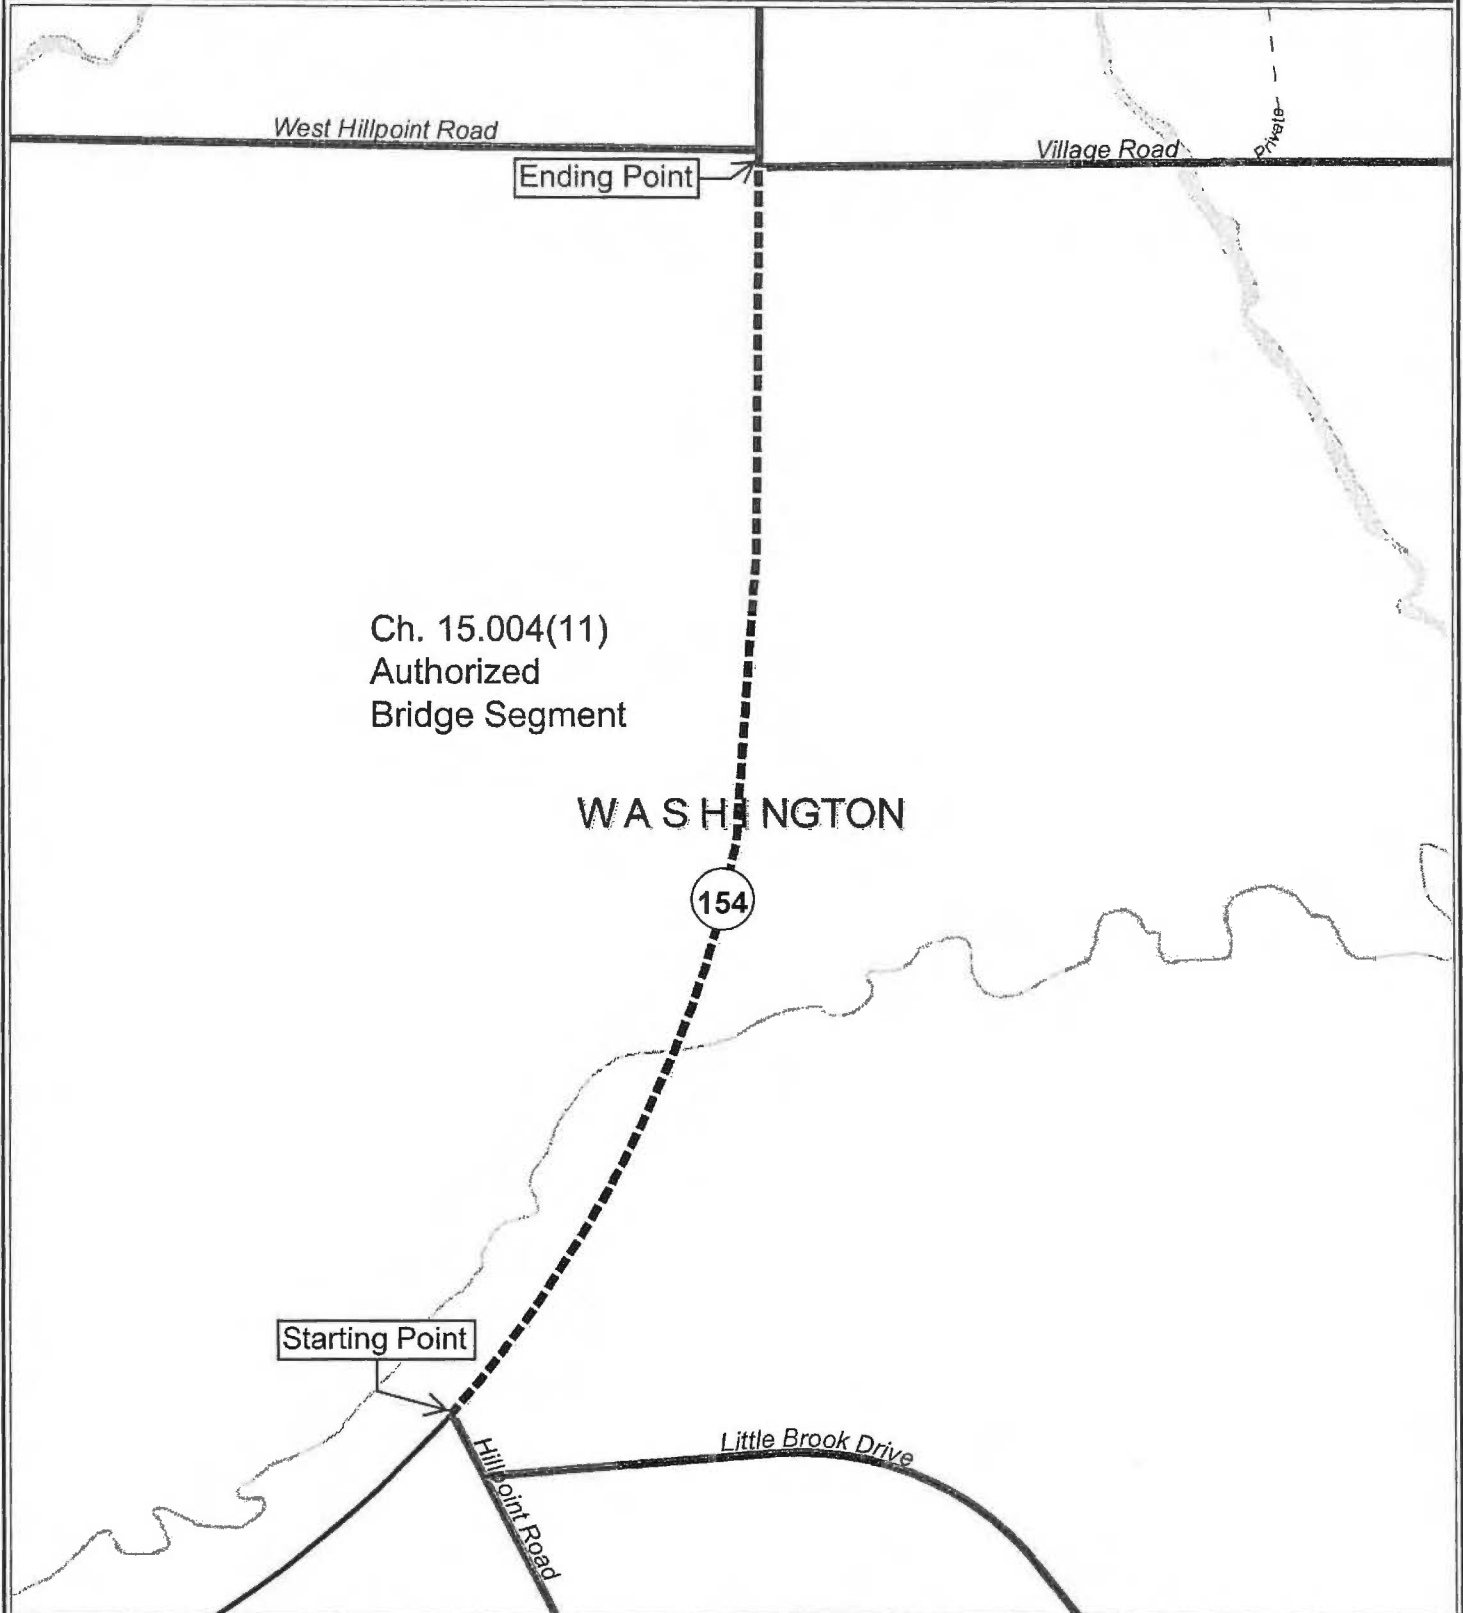 West Hillpoint Road
Village Road
Private
Ending Point
Ch. 15.004(11)
Authorized
Bridge Segment
WASHINGTON
154
Starting Point
Hillpoint Road
Little Brook Drive